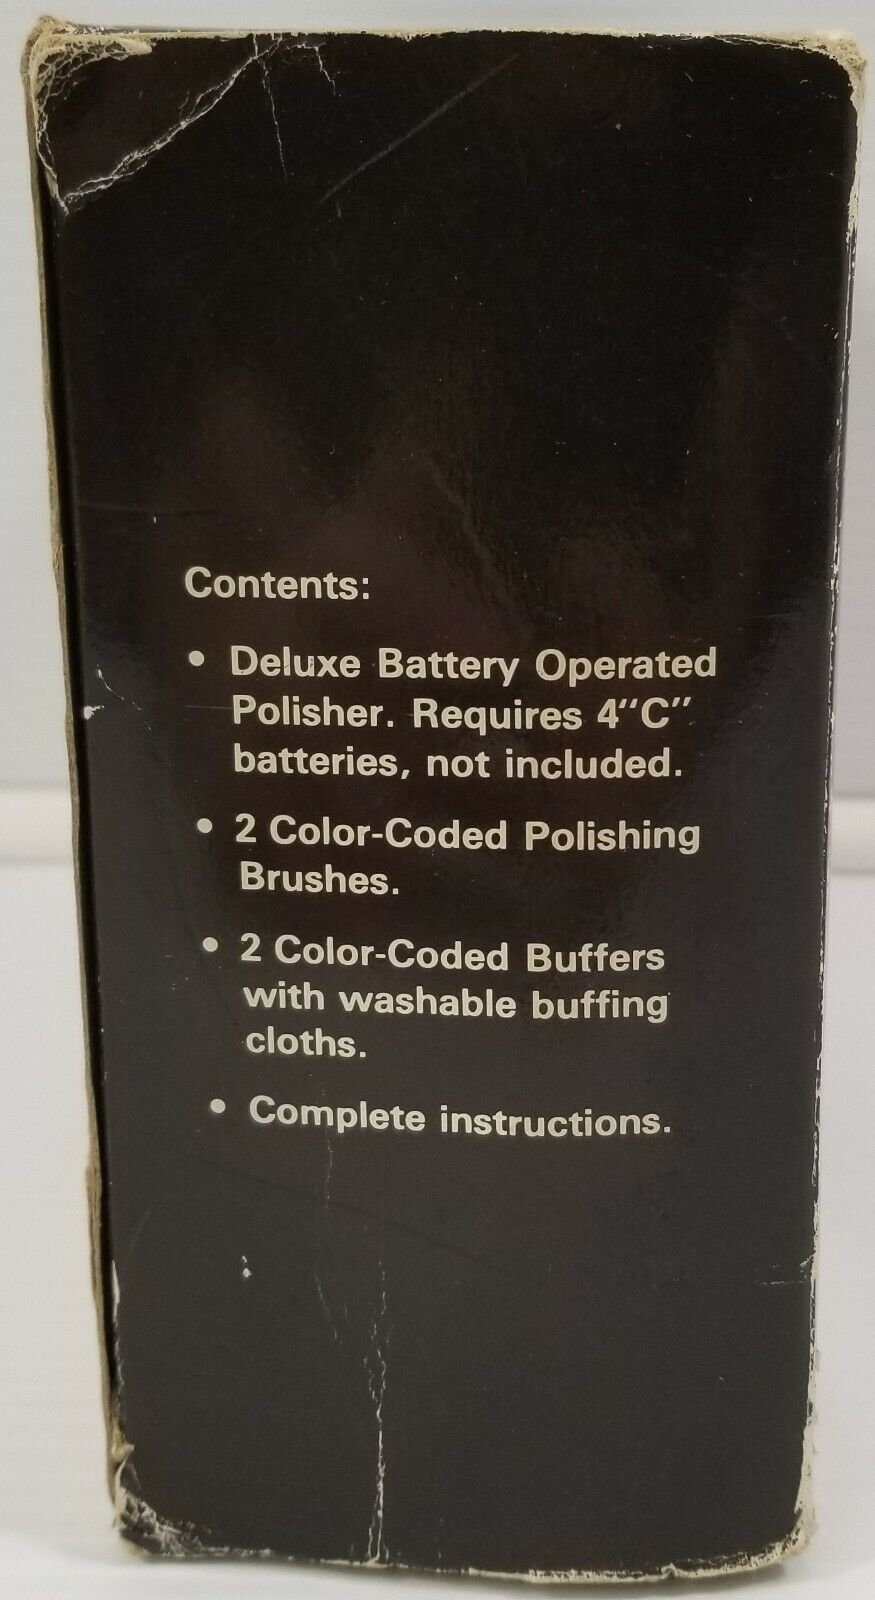 Contents:
• Deluxe Battery Operated
Polisher. Requires 4"C"
batteries, not included.
• 2 Color-Coded Polishing
Brushes.
• 2 Color-Coded Buffers
with washable buffing
cloths.
• Complete instructions.